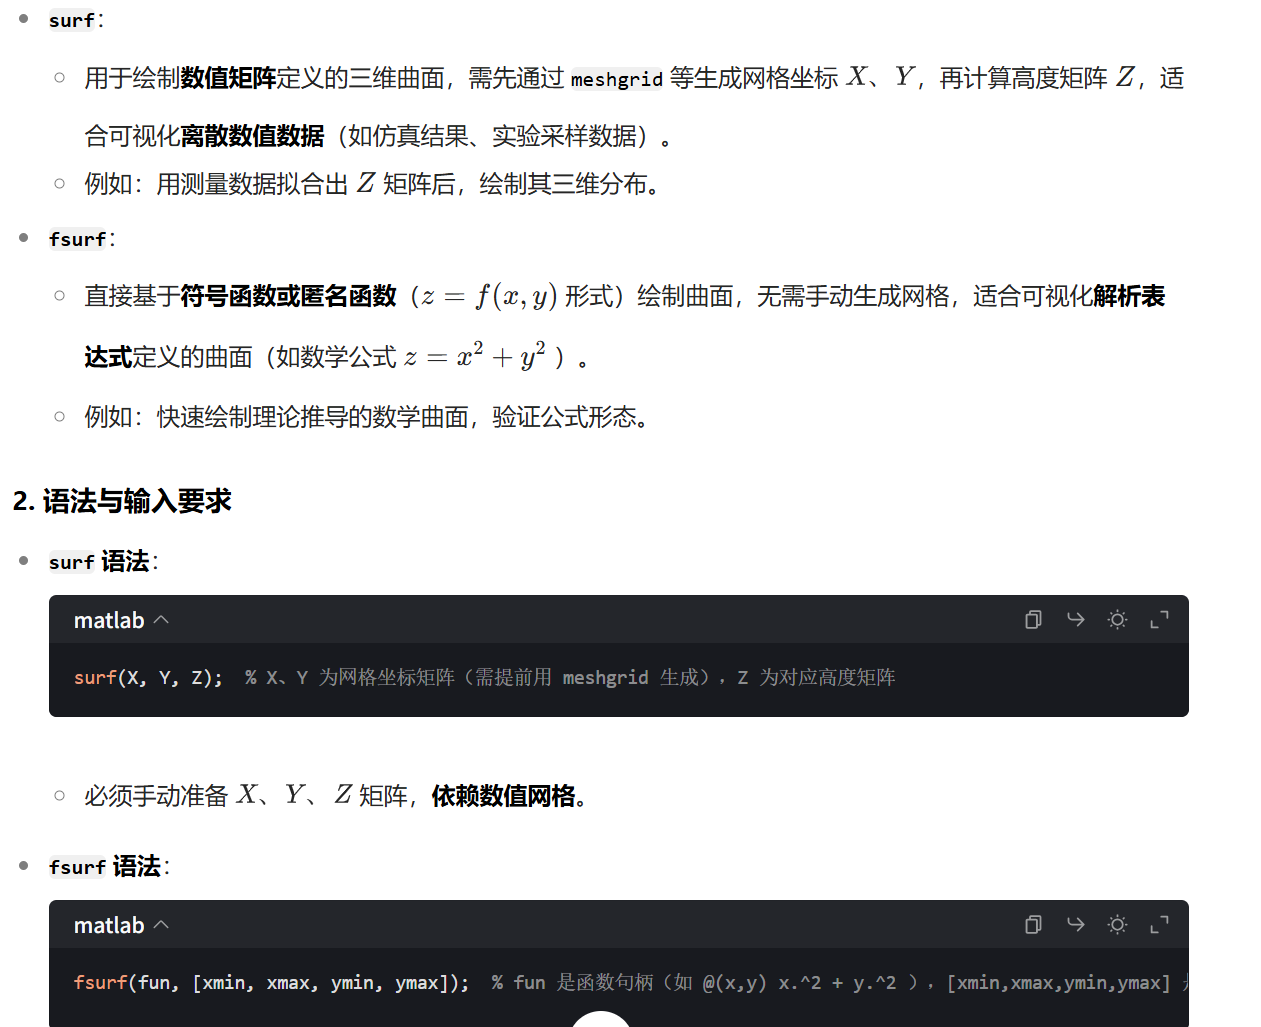 surf：
用于绘制数值矩阵定义的三维曲面，需先通过 meshgrid 等生成网格坐标 X、Y，再计算高度矩阵 Z，适
合可视化离散数值数据（如仿真结果、实验采样数据）。
例如：用测量数据拟合出 Z 矩阵后，绘制其三维分布。
fsurf：
直接基于符号函数或匿名函数（z = f(x, y) 形式）绘制曲面，无需手动生成网格，适合可视化解析表
达式定义的曲面（如数学公式 z = x² + y² ）。
例如：快速绘制理论推导的数学曲面，验证公式形态。
2. 语法与输入要求
surf 语法：
matlab
surf(X, Y, Z);  % X、Y 为网格坐标矩阵（需提前用 meshgrid 生成），Z 为对应高度矩阵
必须手动准备 X、Y、Z 矩阵，依赖数值网格。
fsurf 语法：
matlab
fsurf(fun, [xmin, xmax, ymin, ymax]);  % fun 是函数句柄（如 @(x,y) x.^2 + y.^2 ），[xmin,xmax,ymin,ymax]